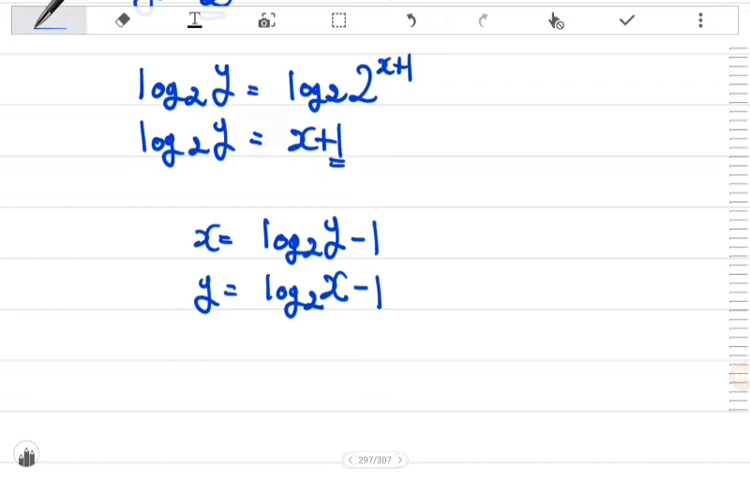 log₂y = log₂2^(x+1)
log₂y = x+1
x= log₂y-1
y= log₂x-1
297/307